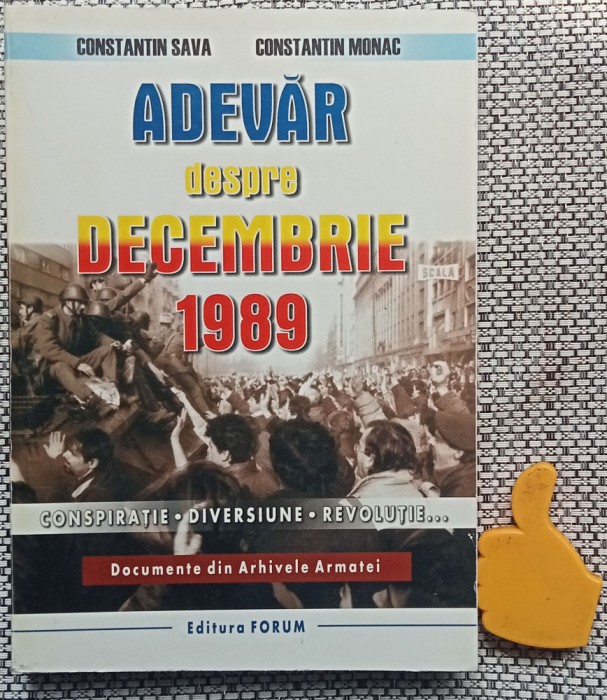 CONSTANTIN SAVA CONSTANTIN MONAC
ADEVĂR
despre
DECEMBRIE
1989
SCALA
CONSPIRAȚIE • DIVERSIUNE • REVOLUȚIE...
Documente din Arhivele Armatei
Editura FORUM